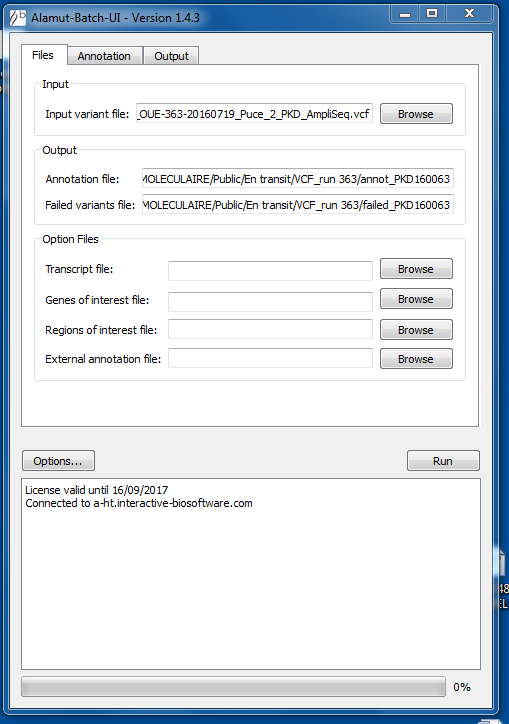 Alamut-Batch-UI - Version 1.4.3
Files Annotation Output
Input
Input variant file: _OUE-363-20160719_Puce_2_PKD_AmpliSeq.vcf Browse
Output
Annotation file: MOLECULAIRE/Public/En transit/VCF_run 363/annot_PKD160063
Failed variants file: MOLECULAIRE/Public/En transit/VCF_run 363/failed_PKD160063
Option Files
Transcript file: Browse
Genes of interest file: Browse
Regions of interest file: Browse
External annotation file: Browse
Options... Run
License valid until 16/09/2017
Connected to a-ht.interactive-biosoftware.com
48
EL
0%